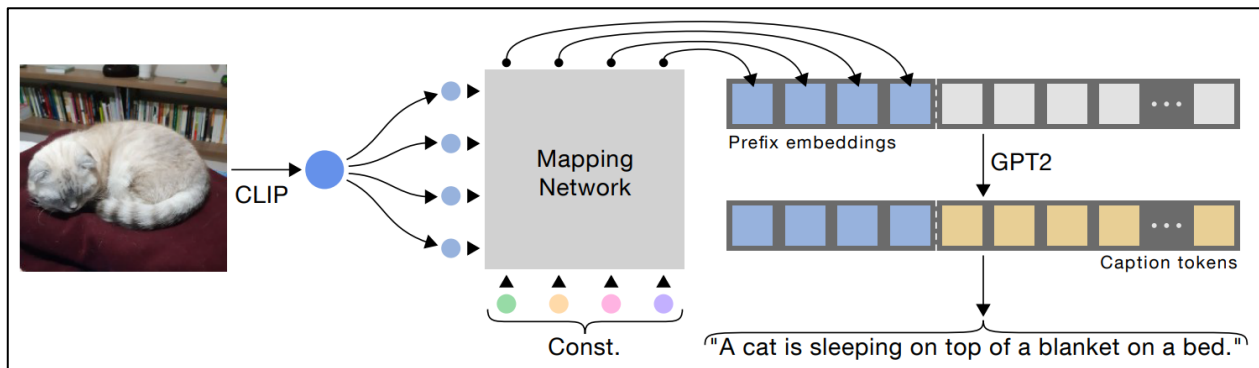 CLIP
Mapping
Network
Const.
Prefix embeddings
GPT2
Caption tokens
"A cat is sleeping on top of a blanket on a bed."